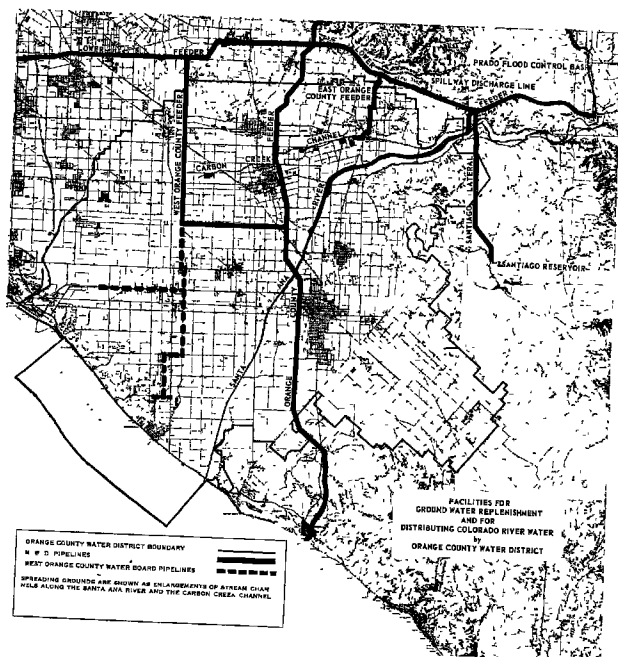 LOWER
FEEDER
PRADO FLOOD CONTROL BASIN
SPILLWAY DISCHARGE LINE
EAST ORANGE
COUNTY FEEDER
FEEDER
WEST ORANGE COUNTY FEEDER
CHANNEL
CREEK
CARBON
RIVER
SANTIAGO LATERAL
SANTIAGO RESERVOIR
SANTA
ORANGE
FACILITIES FOR
GROUND WATER REPLENISHMENT
AND FOR
DISTRIBUTING COLORADO RIVER WATER
by
ORANGE COUNTY WATER DISTRICT
ORANGE COUNTY WATER DISTRICT BOUNDARY
M W D PIPELINES
WEST ORANGE COUNTY WATER BOARD PIPELINES
SPREADING GROUNDS ARE SHOWN AS ENLARGEMENTS OF STREAM CHAN
NELS ALONG THE SANTA ANA RIVER AND THE CARBON CREEK CHANNEL